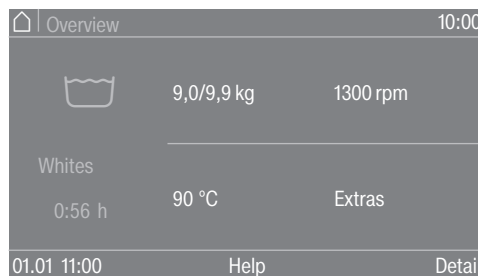 Overview
10:00
9,0/9,9 kg
1300 rpm
Whites
0:56 h
90 °C
Extras
01.01 11:00
Help
Detai